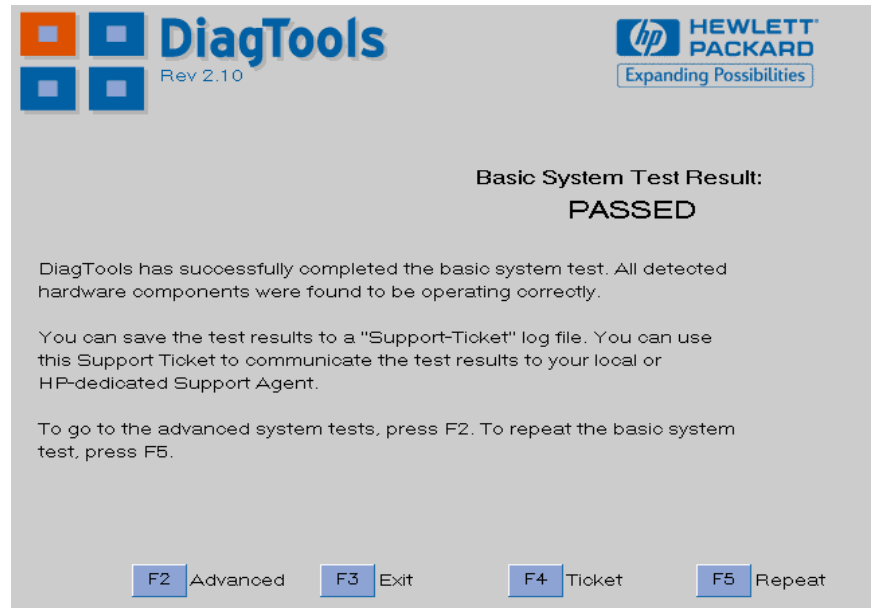 DiagTools
Rev 2.10
hp HEWLETT
PACKARD
Expanding Possibilities
Basic System Test Result:
PASSED
DiagTools has successfully completed the basic system test. All detected
hardware components were found to be operating correctly.
You can save the test results to a "Support-Ticket" log file. You can use
this Support Ticket to communicate the test results to your local or
HP-dedicated Support Agent.
To go to the advanced system tests, press F2. To repeat the basic system
test, press F5.
F2 Advanced F3 Exit F4 Ticket F5 Repeat